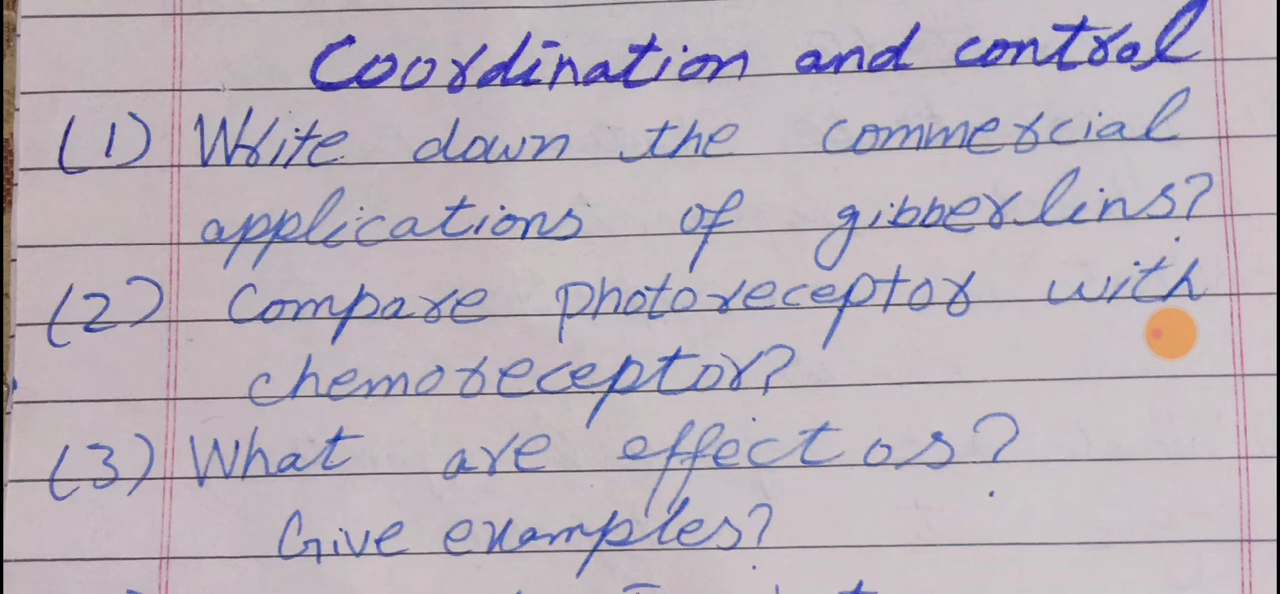 Coordination and control
(1) Write down the commercial
applications of gibberlins?
(2) Compare photoreceptor with
chemoreceptor?
(3) What are effectos?
Give examples?